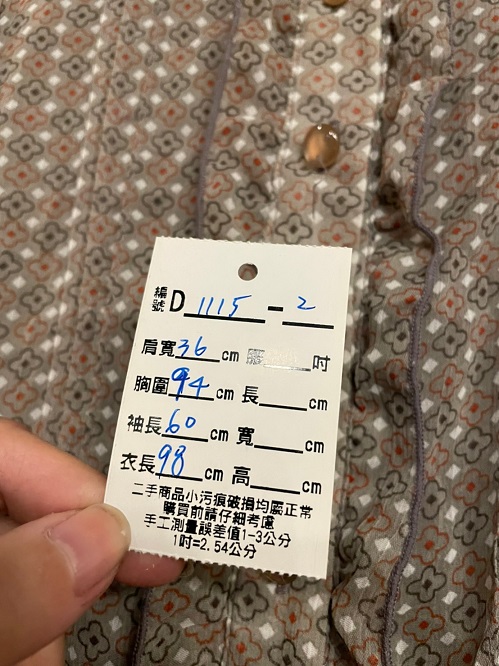 編號 D 1115 - 2
肩寬 36 cm 吋
胸圍 94 cm 長 cm
袖長 60 cm 寬 cm
衣長 98 cm 高 cm
二手商品小污痕破損均屬正常
購買前請仔細考慮
手工測量誤差值1-3公分
1吋=2.54公分